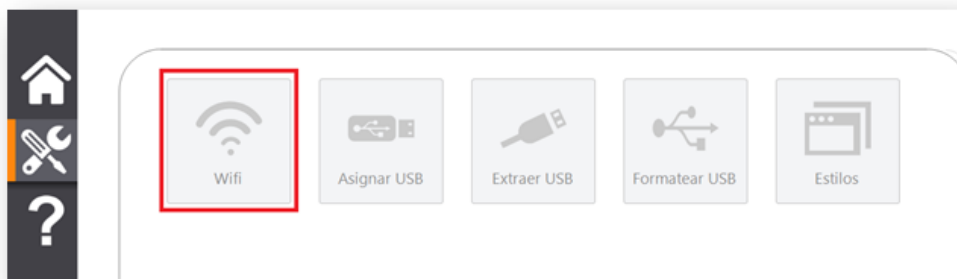 Wifi
Asignar USB
Extraer USB
Formatear USB
Estilos
?